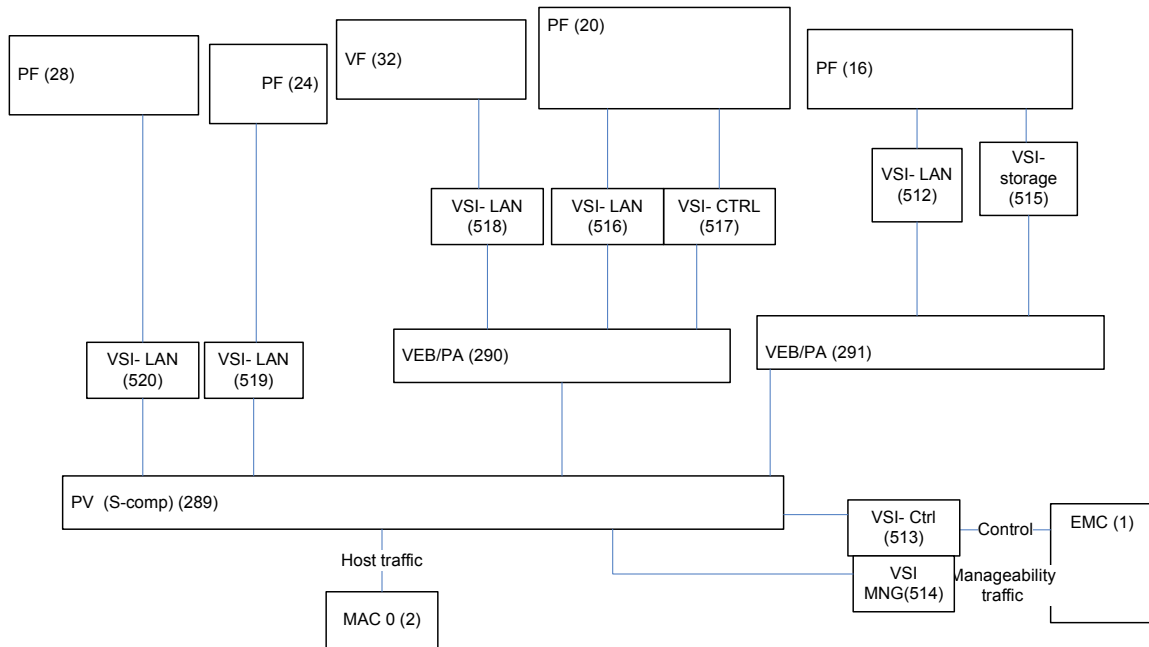 PF (28)
PF (24)
VF (32)
PF (20)
PF (16)
VSI- LAN
(518)
VSI- LAN
(516)
VSI- CTRL
(517)
VSI- LAN
(512)
VSI-
storage
(515)
VSI- LAN
(520)
VSI- LAN
(519)
VEB/PA (290)
VEB/PA (291)
PV  (S-comp) (289)
VSI- Ctrl
(513)
Control
EMC (1)
VSI
MNG(514)
Manageability
traffic
Host traffic
MAC 0 (2)